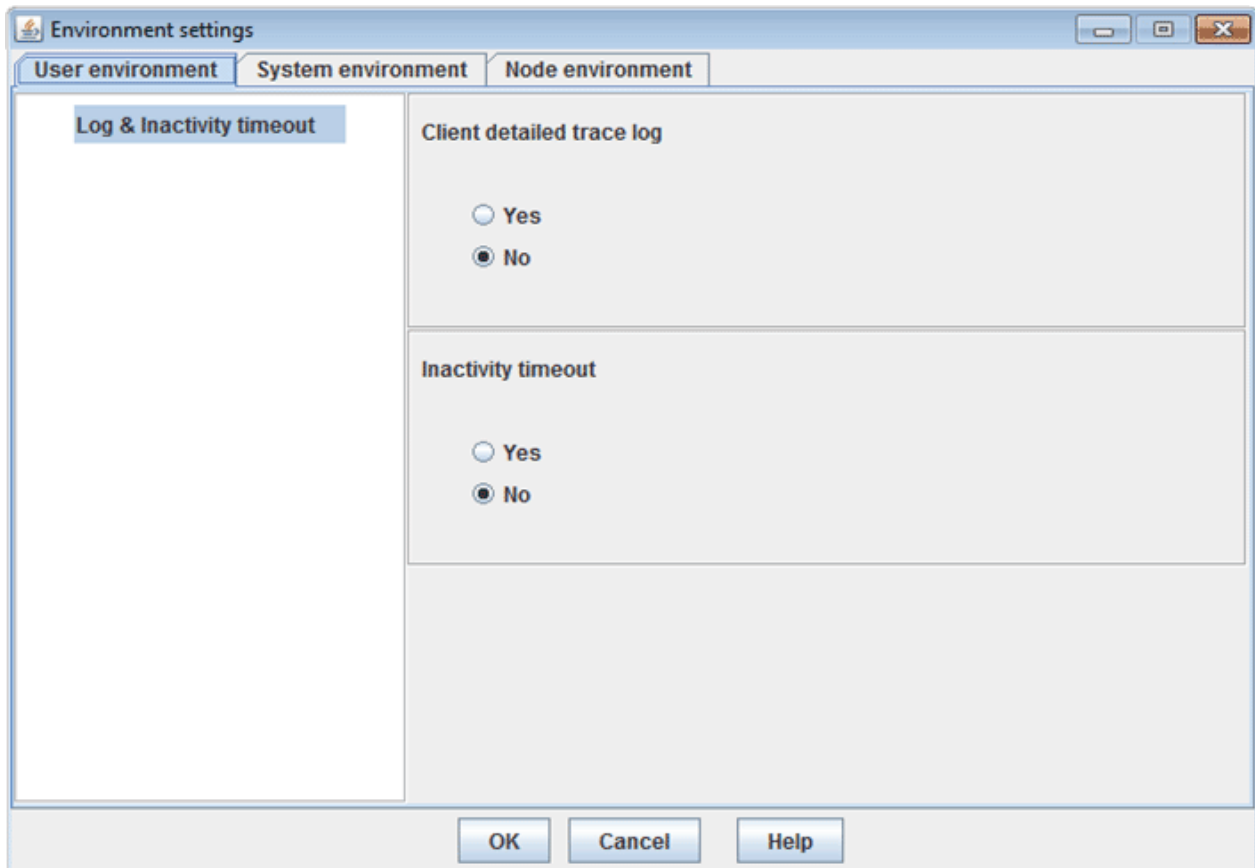 Environment settings
User environment System environment Node environment
Log & Inactivity timeout
Client detailed trace log
Yes
No
Inactivity timeout
Yes
No
OK Cancel Help